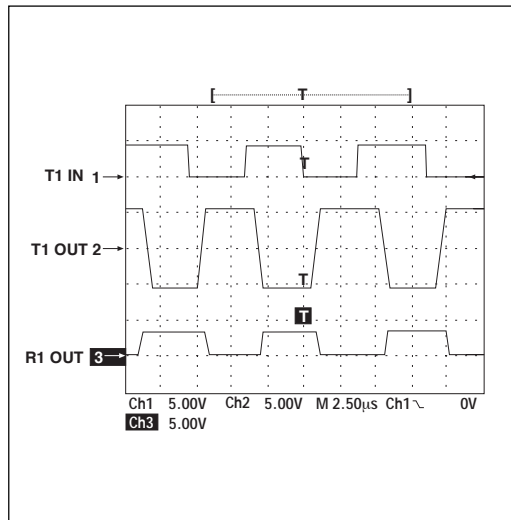 [ T ]
T
T1 IN 1
T1 OUT 2
T
T
R1 OUT 3
Ch1 5.00V Ch2 5.00V M 2.50µs Ch1 0V
Ch3 5.00V